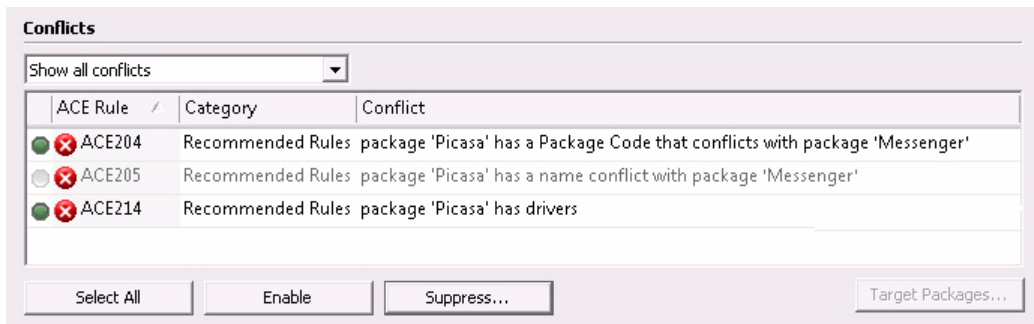 Conflicts
Show all conflicts
ACE Rule Category Conflict
ACE204 Recommended Rules package 'Picasa' has a Package Code that conflicts with package 'Messenger'
ACE205 Recommended Rules package 'Picasa' has a name conflict with package 'Messenger'
ACE214 Recommended Rules package 'Picasa' has drivers
Select All Enable Suppress... Target Packages...